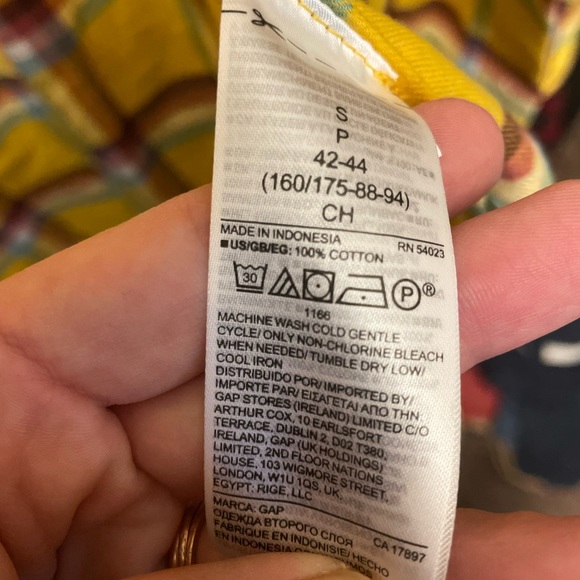 S
P
42-44
(160/175-88-94)
CH
MADE IN INDONESIA RN 54023
■US/GB/EG: 100% COTTON
30 P®
1166
MACHINE WASH COLD GENTLE
CYCLE/ ONLY NON-CHLORINE BLEACH
WHEN NEEDED/ TUMBLE DRY LOW/
COOL IRON
DISTRIBUIDO POR/ IMPORTED BY/
IMPORTE PAR/ ΕΙΣΑΓΕΤΑΙ ΑΠΟ ΤΗΝ:
GAP STORES (IRELAND) LIMITED C/O
ARTHUR COX, 10 EARLSFORT
TERRACE, DUBLIN 2, D02 T380,
IRELAND, GAP (UK HOLDINGS)
LIMITED, 2ND FLOOR NATIONS
HOUSE, 103 WIGMORE STREET,
LONDON, W1U 1QS, UK,
EGYPT: RIGE, LLC
MARCA: GAP CA 17897
ОДЕЖДА ВТОРОГО СЛОЯ
FABRIQUE EN INDONISIE/ HECHO
EN INDONESIA